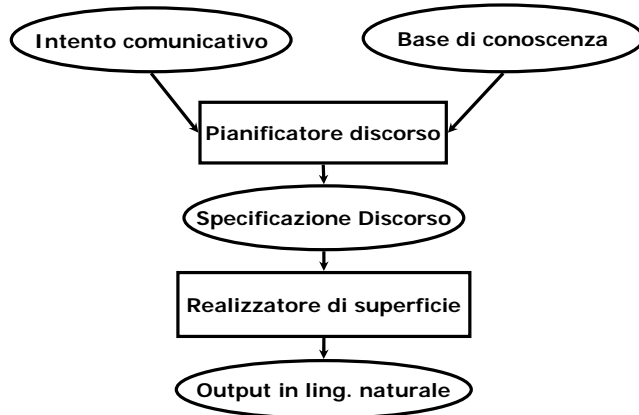 Intento comunicativo
Base di conoscenza
Pianificatore discorso
Specificazione Discorso
Realizzatore di superficie
Output in ling. naturale